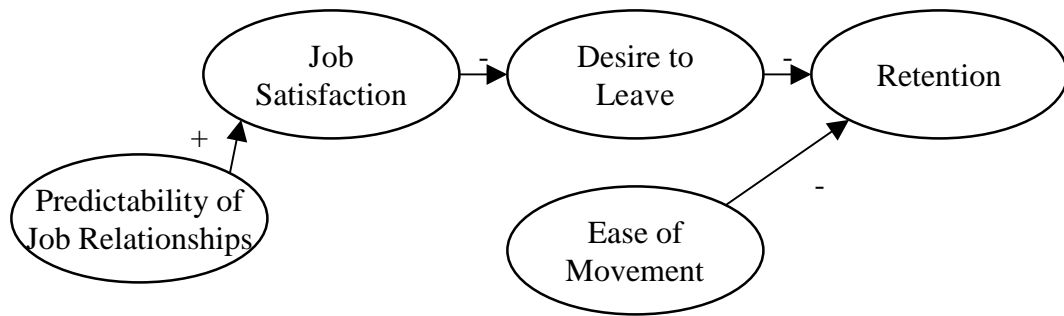 Job
Satisfaction
-
Desire to
Leave
-
Retention
+
Predictability of
Job Relationships
-
Ease of
Movement